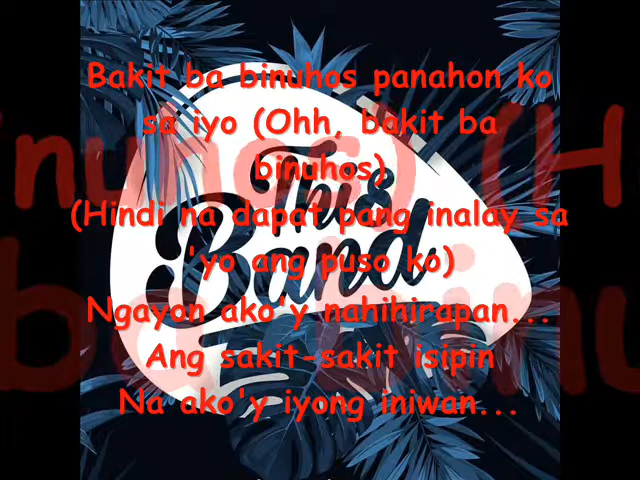 Bakit ba binuhos panahon ko
sa iyo (Ohh, bakit ba
binuhos)
(Hindi na dapat pang inalay sa
'yo ang puso ko)
Ngayon ako'y nahihirapan...
Ang sakit-sakit isipin
Na ako'y iyong iniwan...
This
Band